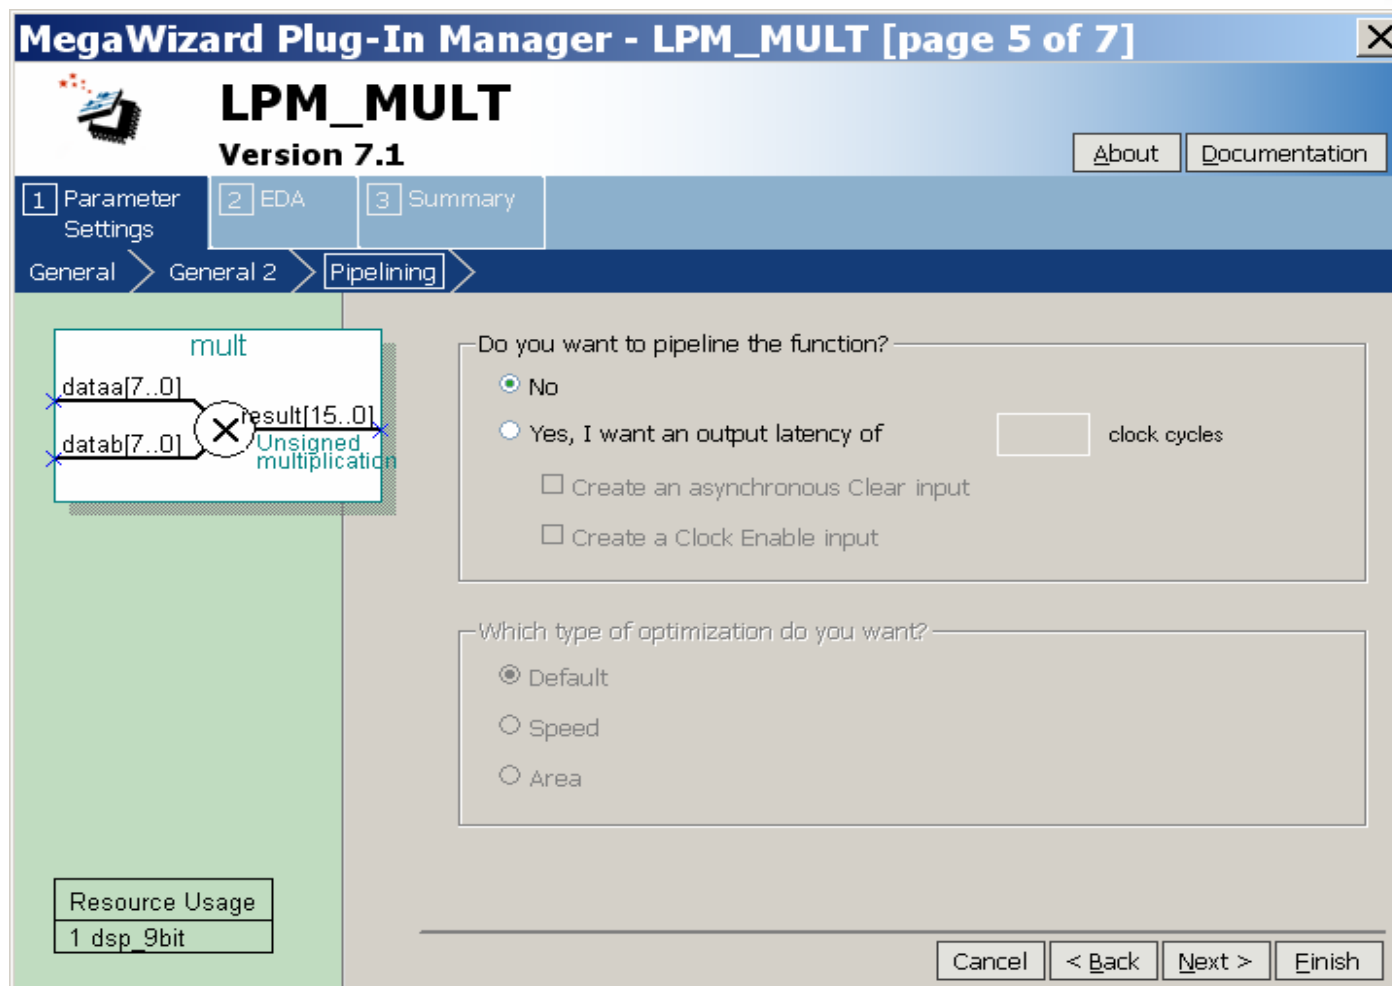 MegaWizard Plug-In Manager - LPM_MULT [page 5 of 7]
LPM_MULT
Version 7.1
About
Documentation
1 Parameter Settings
2 EDA
3 Summary
General
General 2
Pipelining
mult
dataa[7..0]
datab[7..0]
result[15..0]
Unsigned
multiplication
Do you want to pipeline the function?
No
Yes, I want an output latency of clock cycles
Create an asynchronous Clear input
Create a Clock Enable input
Which type of optimization do you want?
Default
Speed
Area
Resource Usage
1 dsp_9bit
Cancel
< Back
Next >
Finish